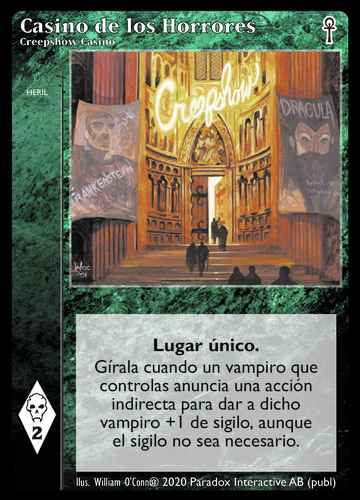 Casino de los Horrores
Creepshow Casino
HERIL
Creepshow
FRANKENSTEIN
DRACULA
Lugar único.
Gírala cuando un vampiro que
controlas anuncia una acción
indirecta para dar a dicho
vampiro +1 de sigilo, aunque
el sigilo no sea necesario.
2
Ilus. William O'Conn@ 2020 Paradox Interactive AB (publ)